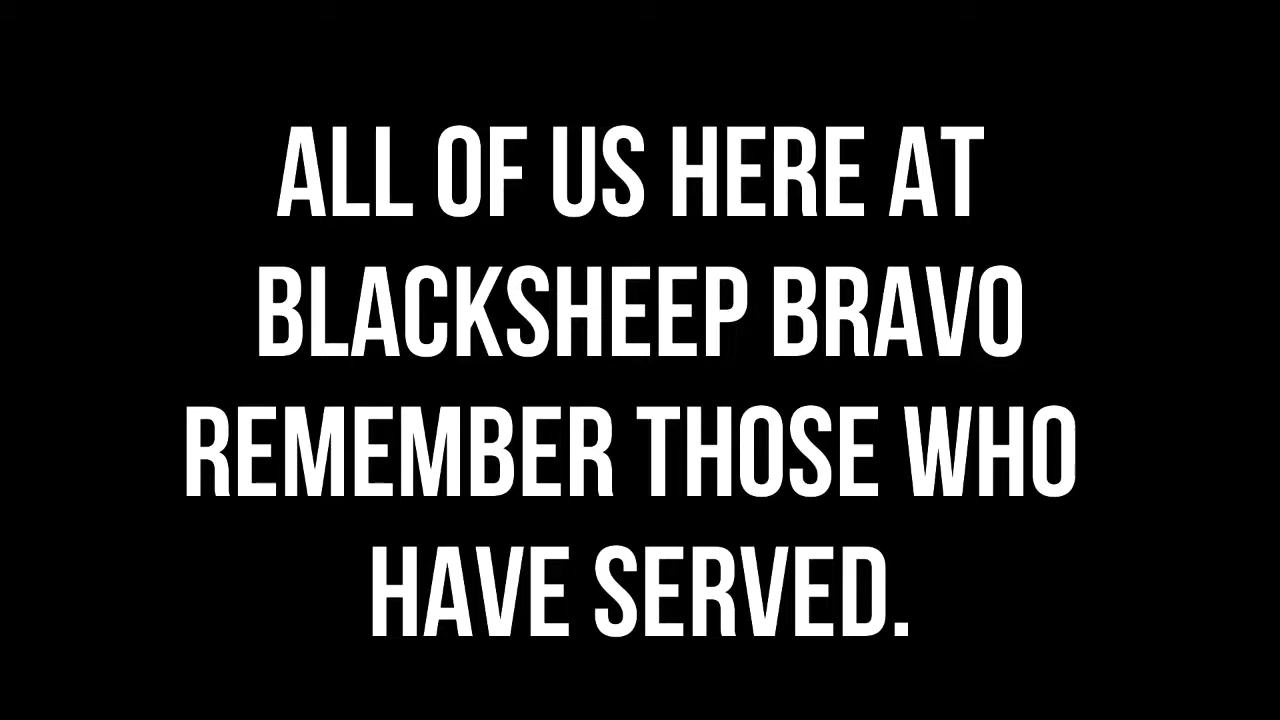 ALL OF US HERE AT
BLACKSHEEP BRAVO
REMEMBER THOSE WHO
HAVE SERVED.